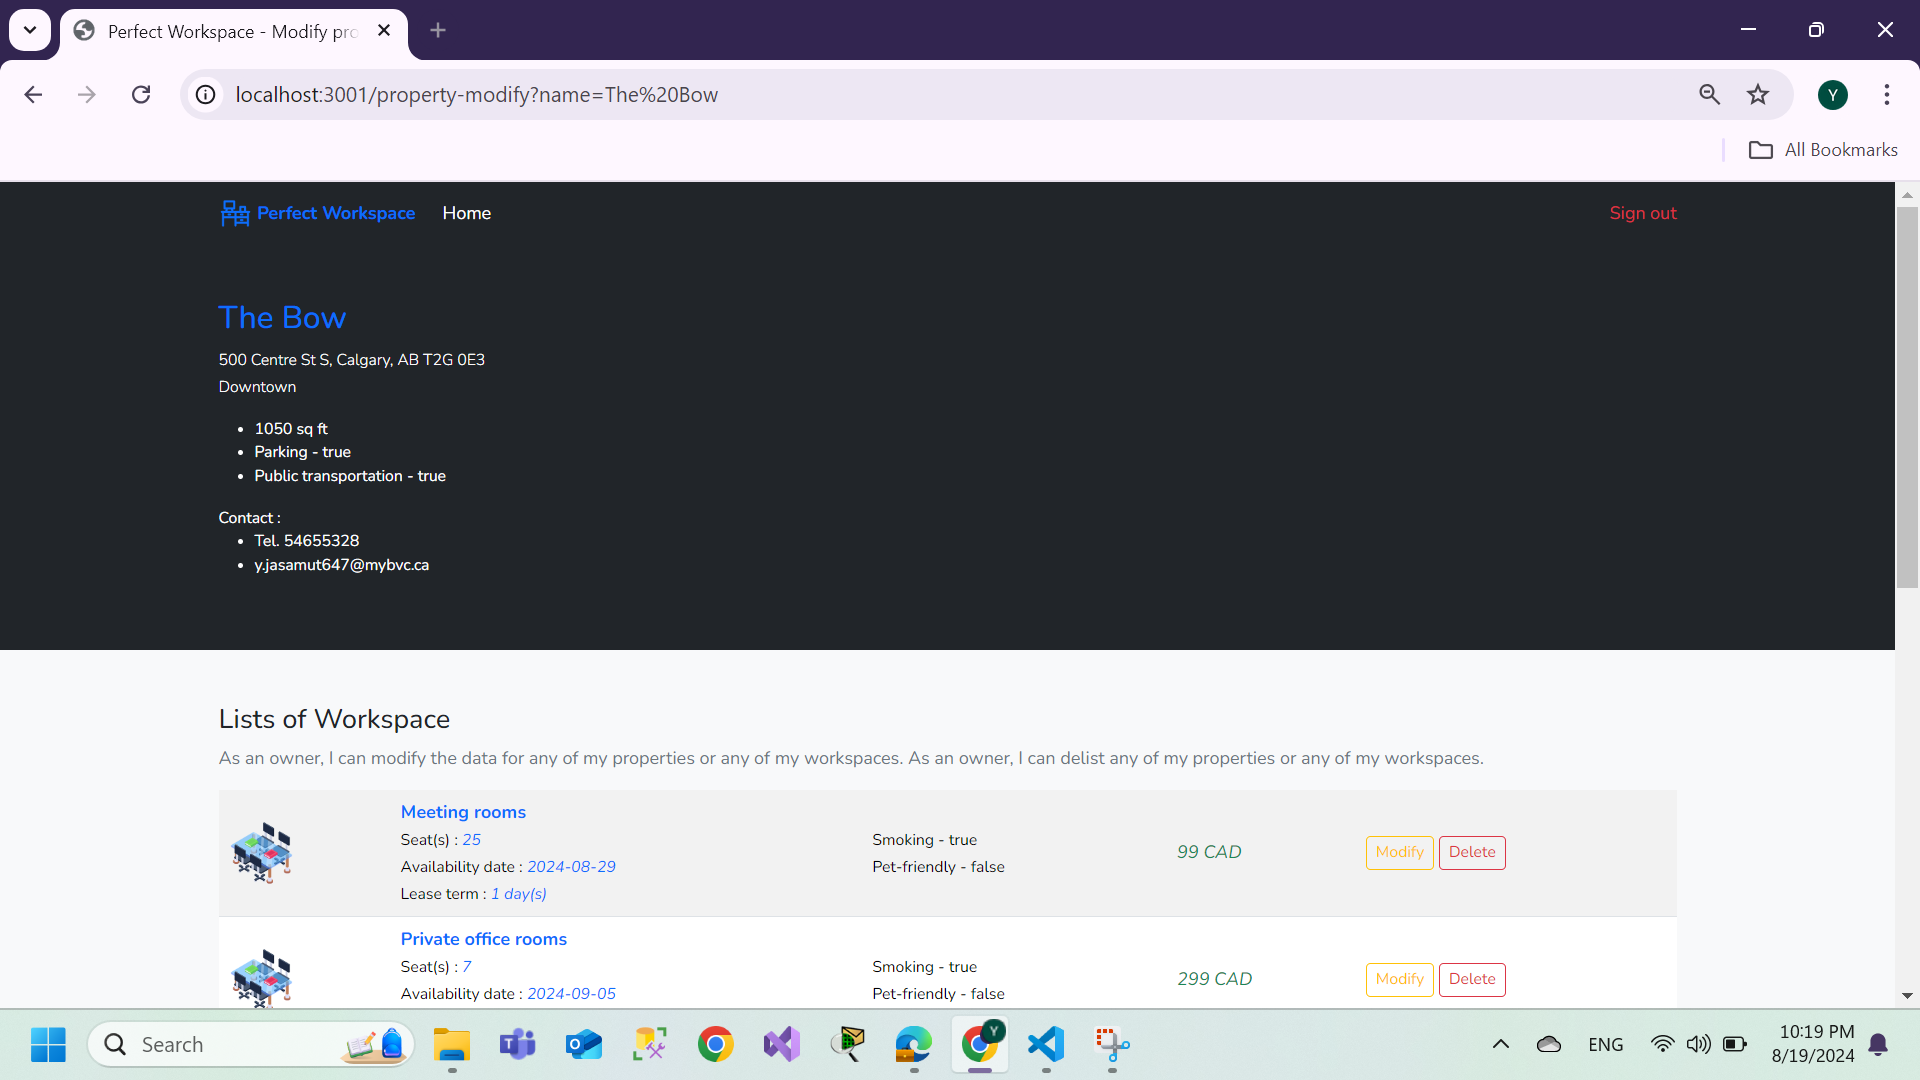 Perfect Workspace - Modify pro
localhost:3001/property-modify?name=The%20Bow
Y
All Bookmarks
Perfect Workspace Home Sign out
The Bow
500 Centre St S, Calgary, AB T2G 0E3
Downtown
• 1050 sq ft
• Parking - true
• Public transportation - true
Contact :
• Tel. 54655328
• y.jasamut647@mybvc.ca
Lists of Workspace
As an owner, I can modify the data for any of my properties or any of my workspaces. As an owner, I can delist any of my properties or any of my workspaces.
Meeting rooms
Seat(s) : 25
Availability date : 2024-08-29
Lease term : 1 day(s)
Smoking - true
Pet-friendly - false
99 CAD
Modify Delete
Private office rooms
Seat(s) : 7
Availability date : 2024-09-05
Smoking - true
Pet-friendly - false
299 CAD
Modify Delete
Search
Y
ENG
10:19 PM
8/19/2024